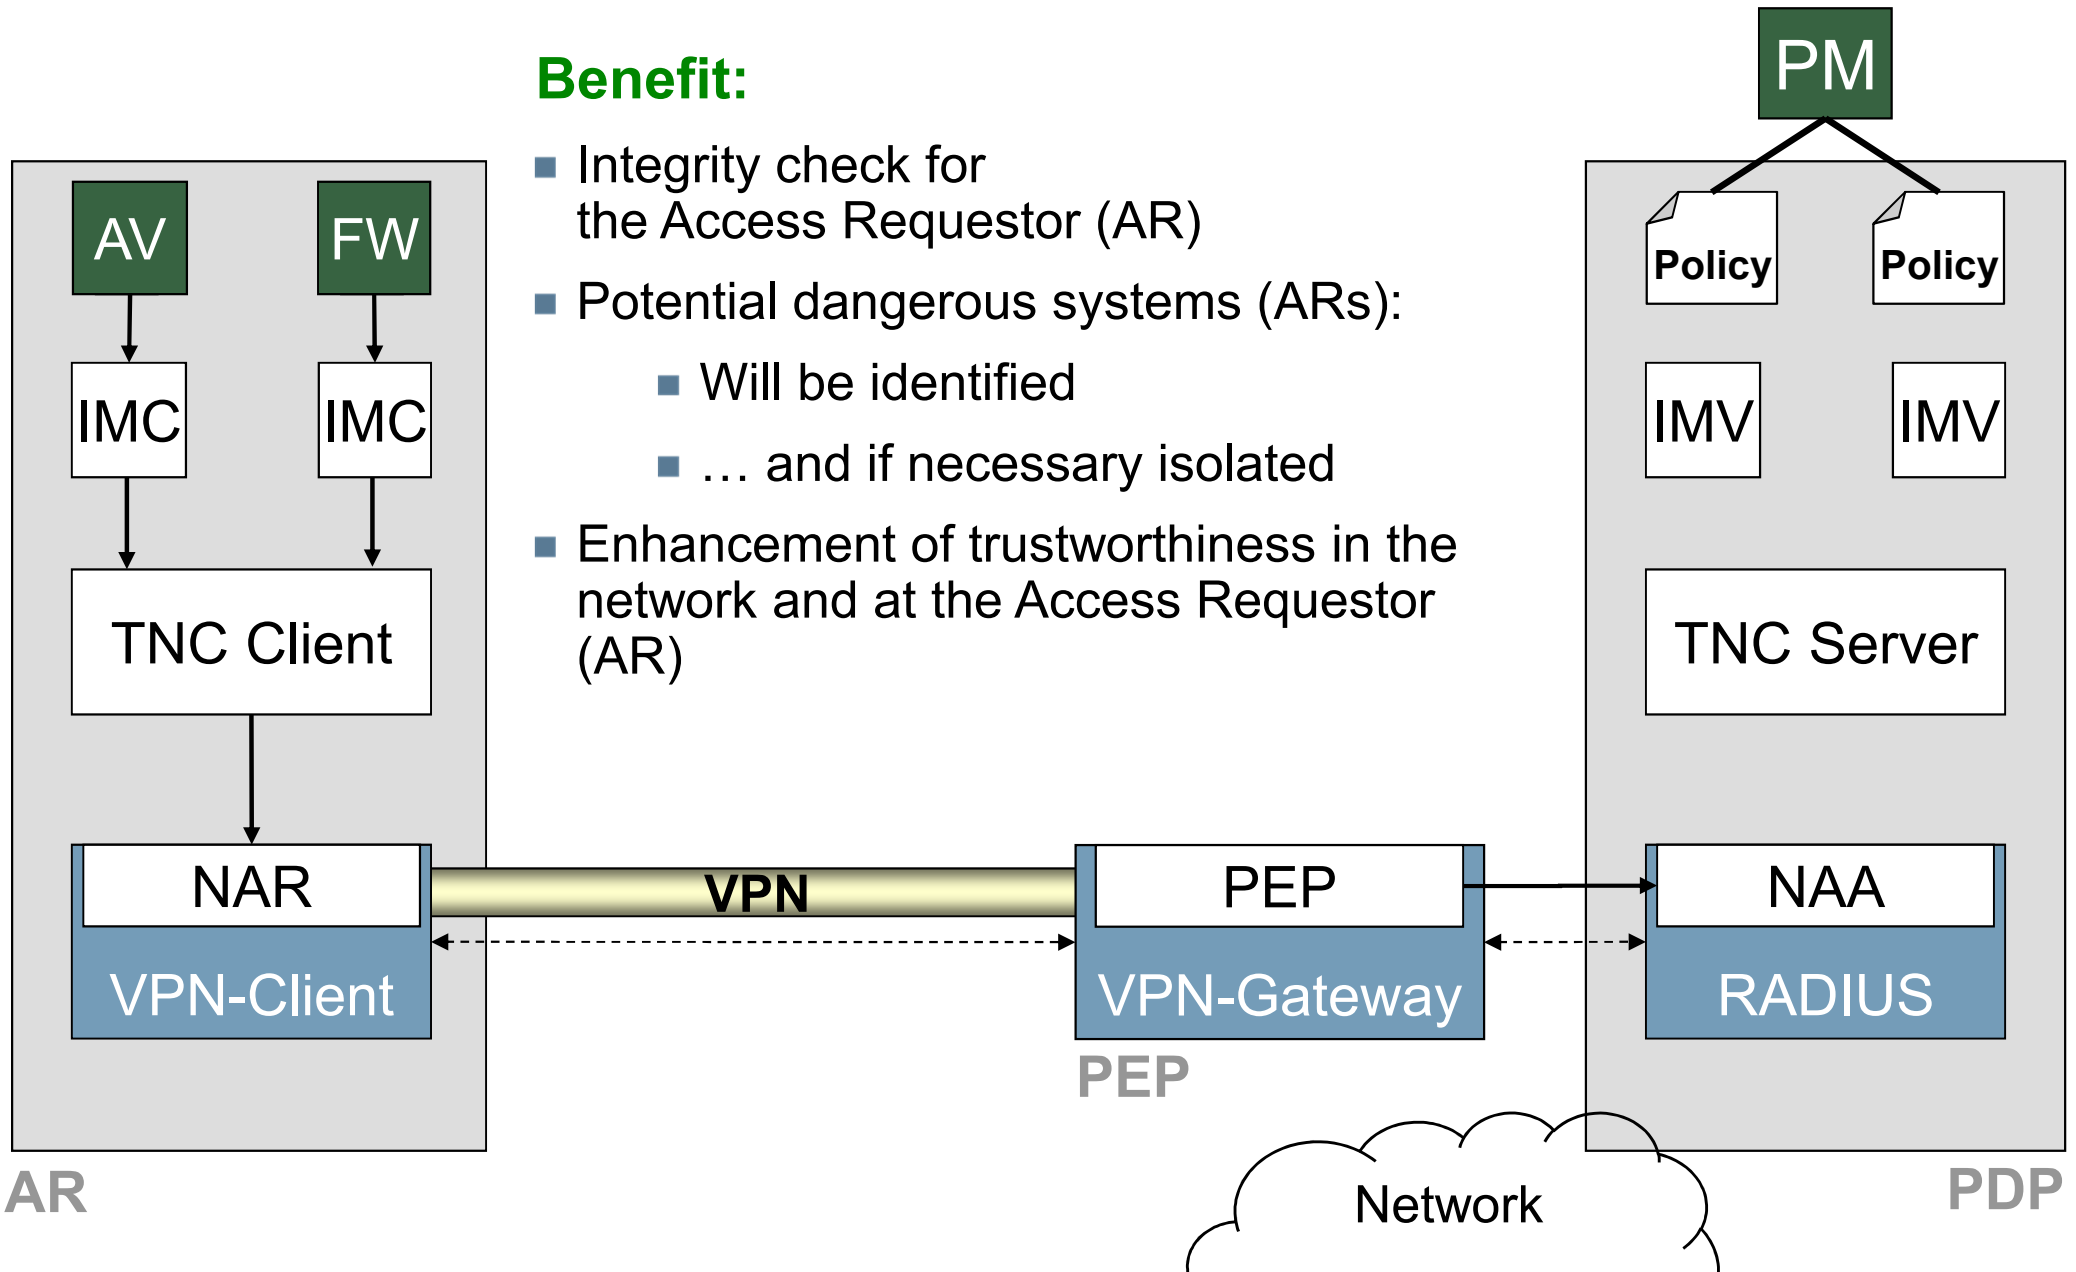 PM
Benefit:
Integrity check for
the Access Requestor (AR)
Potential dangerous systems (ARs):
Will be identified
… and if necessary isolated
Enhancement of trustworthiness in the
network and at the Access Requestor
(AR)
AV
FW
IMC
IMC
TNC Client
NAR
VPN-Client
AR
VPN
PEP
VPN-Gateway
PEP
Policy
Policy
IMV
IMV
TNC Server
NAA
RADIUS
PDP
Network